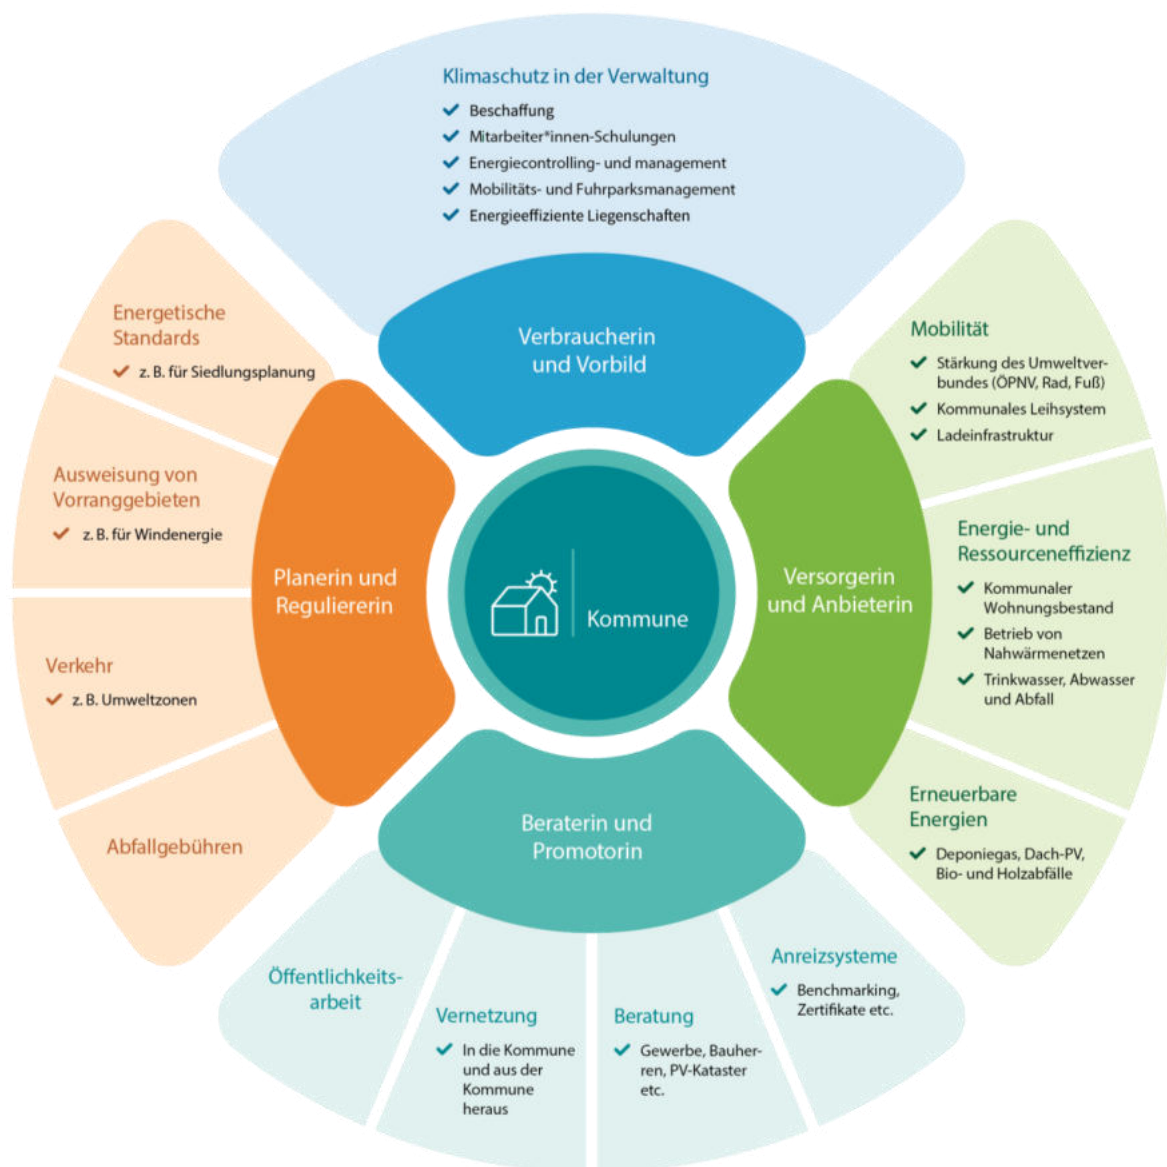 Klimaschutz in der Verwaltung
Beschaffung
Mitarbeiter*innen-Schulungen
Energiecontrolling- und management
Mobilitäts- und Fuhrparksmanagement
Energieeffiziente Liegenschaften
Verbraucherin
und Vorbild
Energetische
Standards
z. B. für Siedlungsplanung
Ausweisung von
Vorranggebieten
z. B. für Windenergie
Verkehr
z. B. Umweltzonen
Abfallgebühren
Planerin und
Reguliererin
Kommune
Versorgerin
und Anbieterin
Mobilität
Stärkung des Umweltver-
bundes (ÖPNV, Rad, Fuß)
Kommunales Leihsystem
Ladeinfrastruktur
Energie- und
Ressourceneffizienz
Kommunaler
Wohnungsbestand
Betrieb von
Nahwärmenetzen
Trinkwasser, Abwasser
und Abfall
Erneuerbare
Energien
Deponiegas, Dach-PV,
Bio- und Holzabfälle
Beraterin und
Promotorin
Öffentlichkeits-
arbeit
Vernetzung
In die Kommune
und aus der
Kommune
heraus
Beratung
Gewerbe, Bauher-
ren, PV-Kataster
etc.
Anreizsysteme
Benchmarking,
Zertifikate etc.